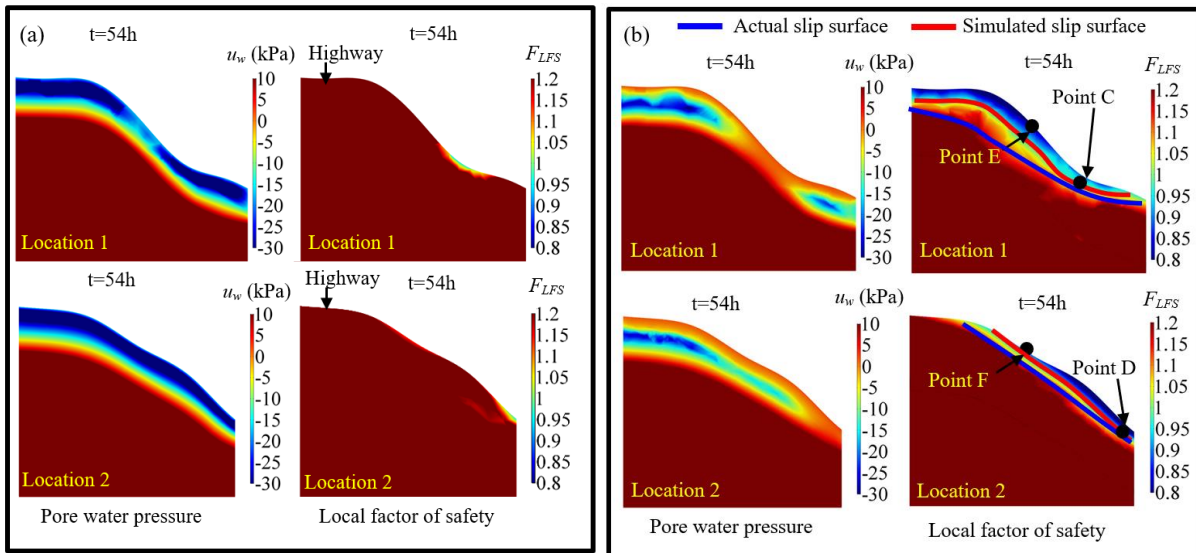 (a)
t=54h
t=54h
u_w (kPa)
Highway
F_LFS
10
5
0
-5
-10
-15
-20
-25
-30
1.2
1.15
1.1
1.05
1
0.95
0.9
0.85
0.8
Location 1
Location 1
t=54h
Highway
t=54h
u_w (kPa)
F_LFS
10
5
0
-5
-10
-15
-20
-25
-30
1.2
1.15
1.1
1.05
1
0.95
0.9
0.85
0.8
Location 2
Location 2
Pore water pressure
Local factor of safety
(b)
Actual slip surface
Simulated slip surface
t=54h
t=54h
u_w (kPa)
F_LFS
Point C
Point E
10
5
0
-5
-10
-15
-20
-25
-30
1.2
1.15
1.1
1.05
1
0.95
0.9
0.85
0.8
Location 1
Location 1
t=54h
t=54h
u_w (kPa)
F_LFS
Point D
Point F
10
5
0
-5
-10
-15
-20
-25
-30
1.2
1.15
1.1
1.05
1
0.95
0.9
0.85
0.8
Location 2
Location 2
Pore water pressure
Local factor of safety